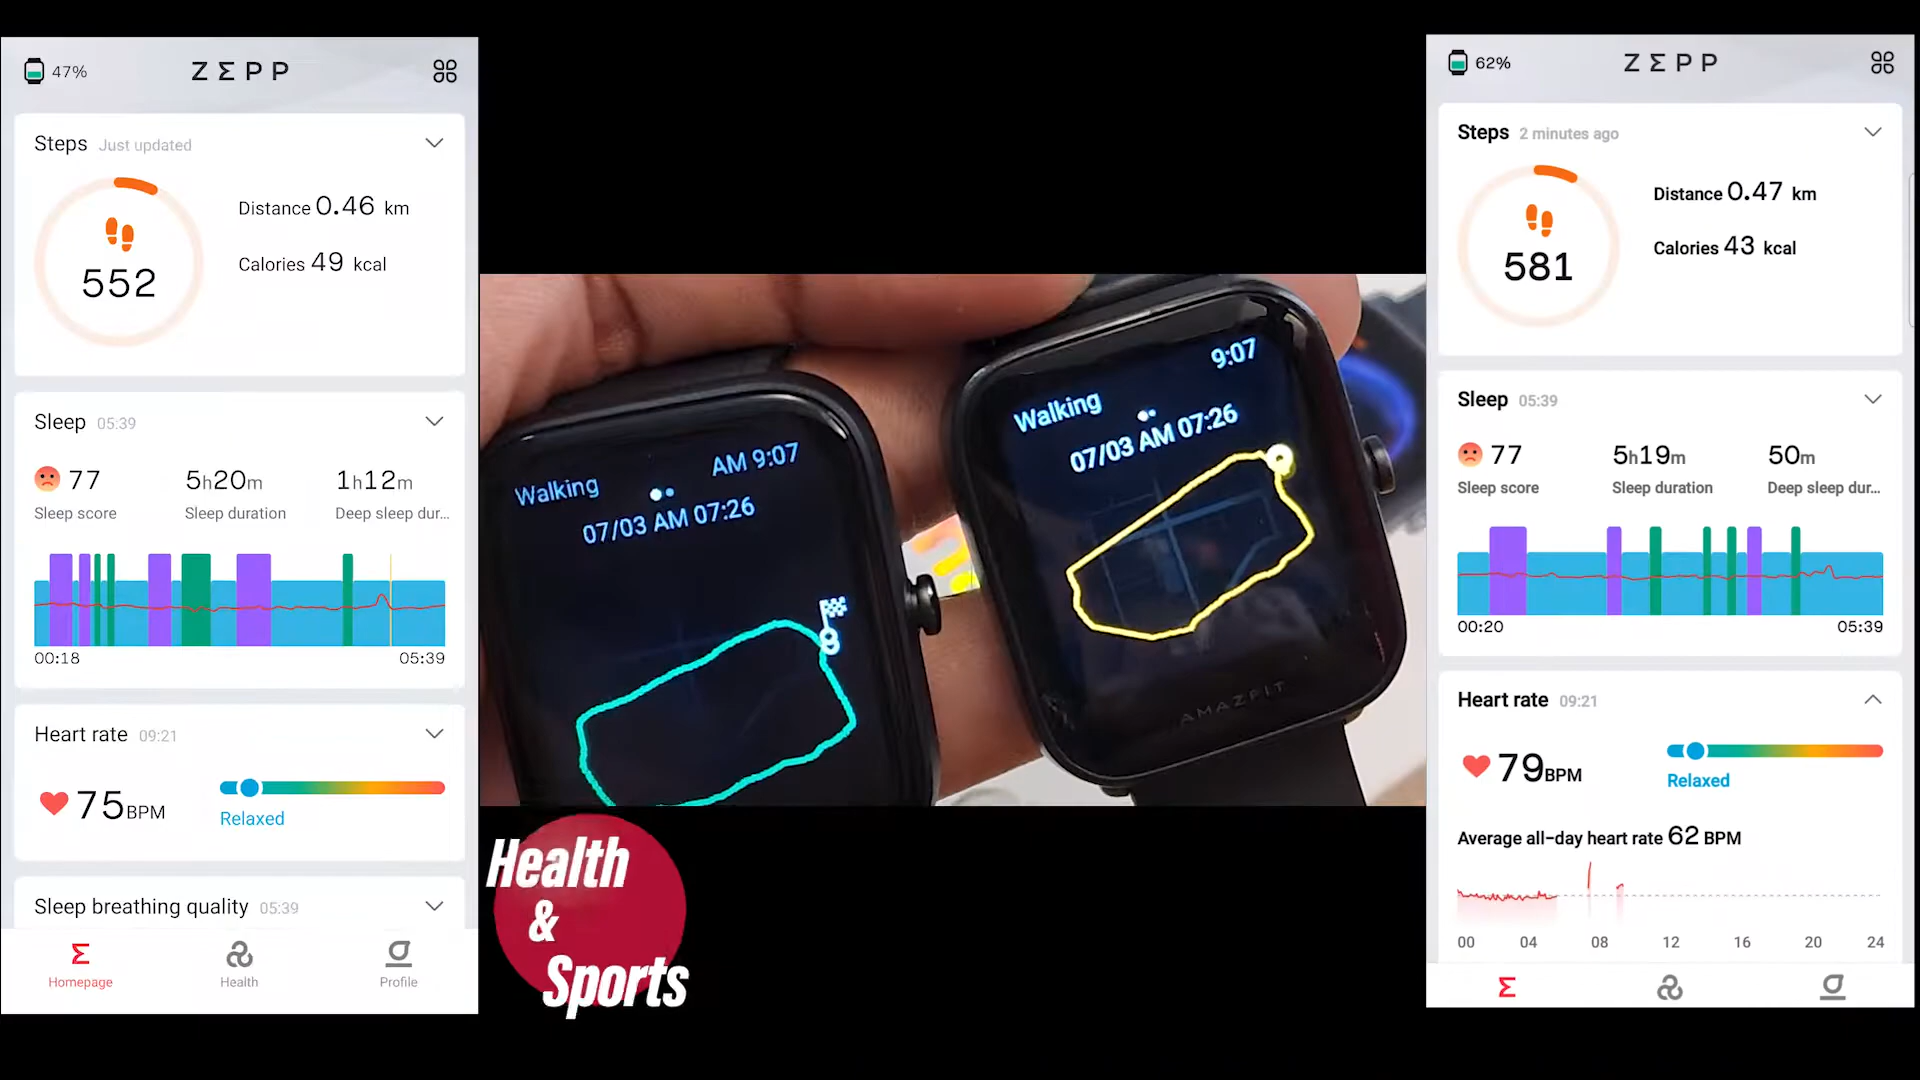 47%
ZΣPP
Steps Just updated
552
Distance 0.46 km
Calories 49 kcal
Sleep 05:39
77
5h20m
1h12m
Sleep score
Sleep duration
Deep sleep dur...
00:18
05:39
Heart rate 09:21
75BPM
Relaxed
Sleep breathing quality 05:39
Homepage
Health
Profile
AM 9:07
Walking
07/03 AM 07:26
9:07
Walking
07/03 AM 07:26
AMAZFIT
Health
&
Sports
62%
ZΣPP
Steps 2 minutes ago
581
Distance 0.47 km
Calories 43 kcal
Sleep 05:39
77
5h19m
50m
Sleep score
Sleep duration
Deep sleep dur...
00:20
05:39
Heart rate 09:21
79BPM
Relaxed
Average all-day heart rate 62 BPM
00 04 08 12 16 20 24